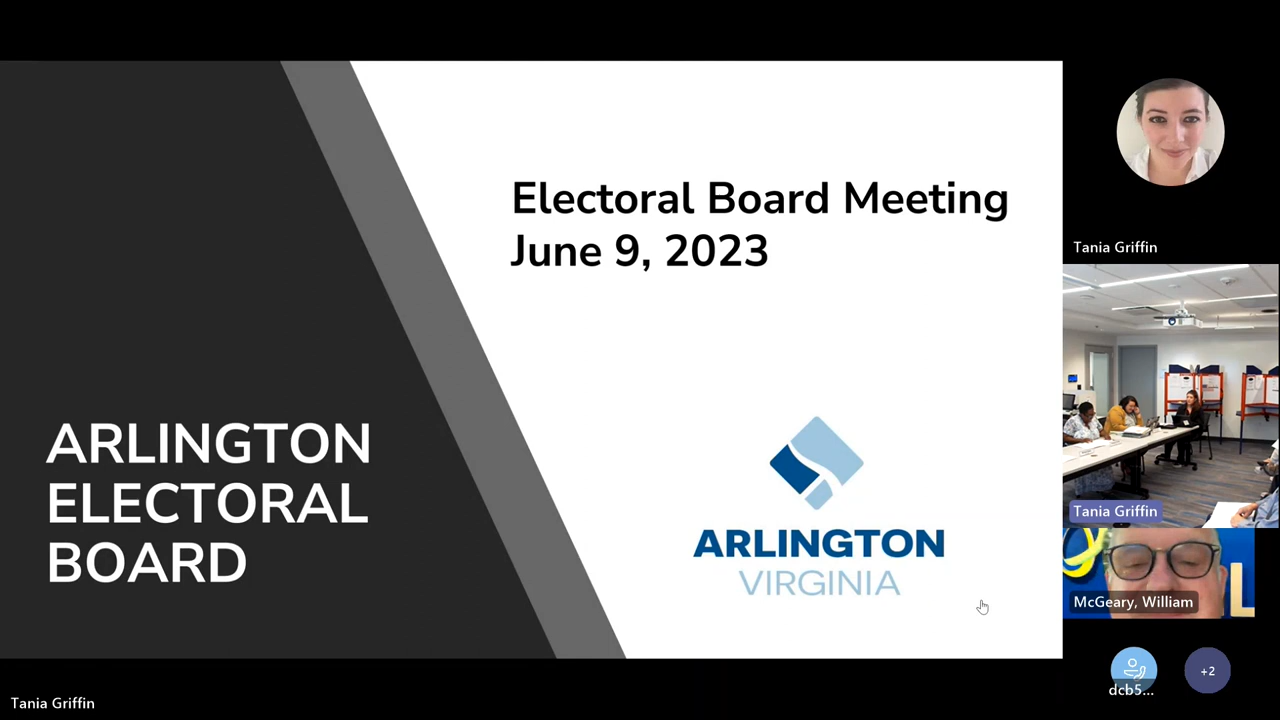 Electoral Board Meeting
June 9, 2023
ARLINGTON
ELECTORAL
BOARD
ARLINGTON
VIRGINIA
Tania Griffin
Tania Griffin
McGeary, William
L
dcb5...
+2
Tania Griffin